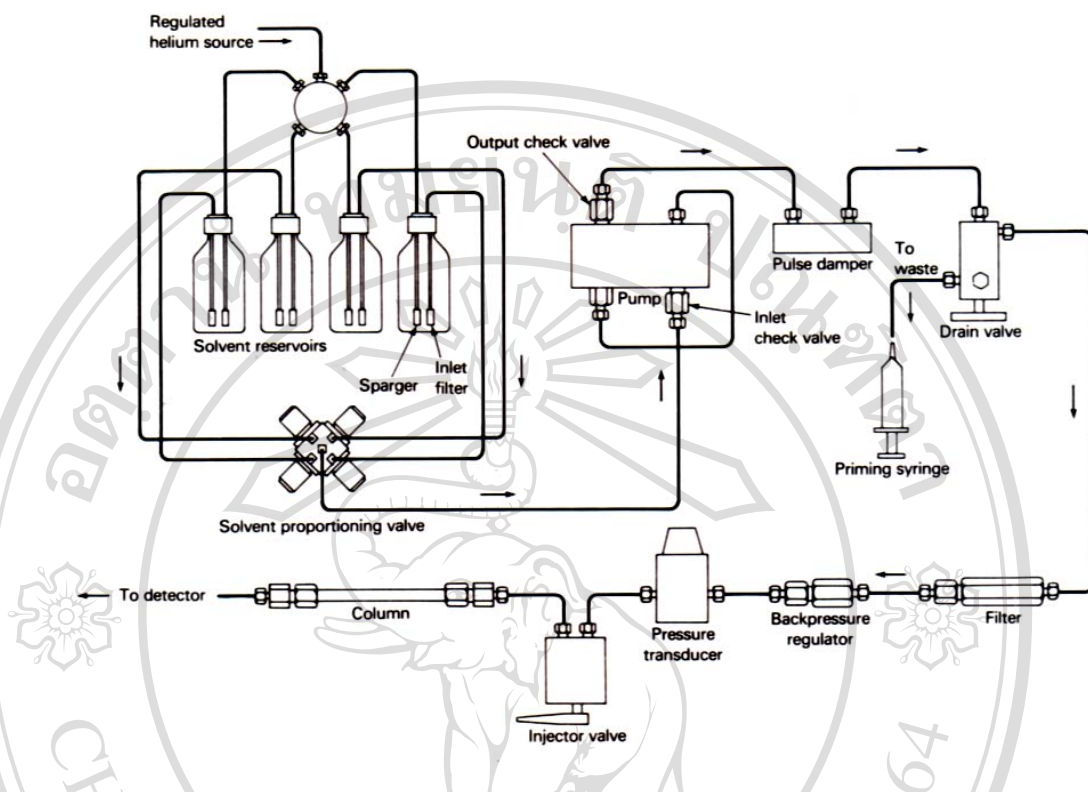 Regulated
helium source
Output check valve
Pulse damper
To
waste
Drain valve
Pump
Inlet
check valve
Solvent reservoirs
Sparger
Inlet
filter
Priming syringe
Solvent proportioning valve
To detector
Column
Injector valve
Pressure
transducer
Backpressure
regulator
Filter
64